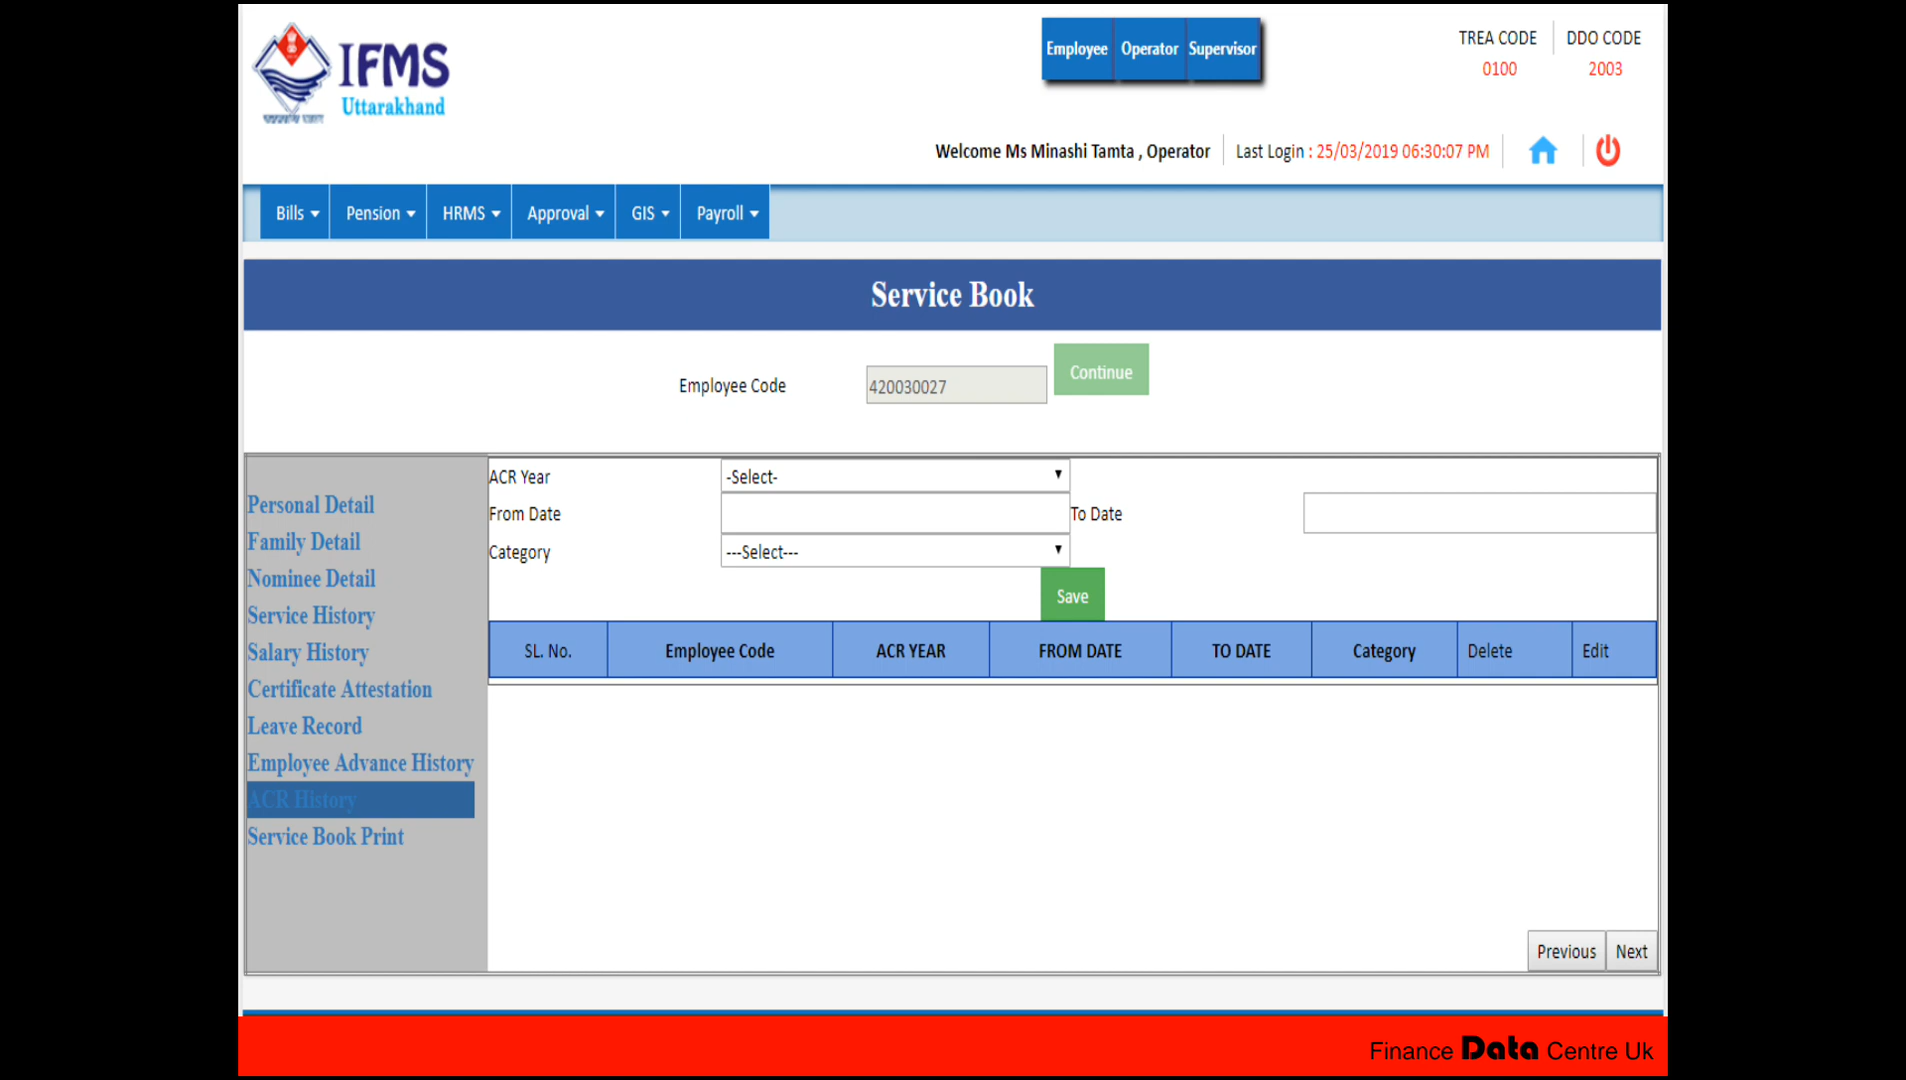 IFMS
Uttarakhand
Employee Operator Supervisor
TREA CODE DDO CODE
0100 2003
Welcome Ms Minashi Tamta , Operator Last Login : 25/03/2019 06:30:07 PM
Bills Pension HRMS Approval GIS Payroll
Service Book
Employee Code 420030027 Continue
ACR Year -Select-
From Date To Date
Category ---Select---
Save
SL. No. Employee Code ACR YEAR FROM DATE TO DATE Category Delete Edit
Personal Detail
Family Detail
Nominee Detail
Service History
Salary History
Certificate Attestation
Leave Record
Employee Advance History
ACR History
Service Book Print
Previous Next
Finance Data Centre Uk